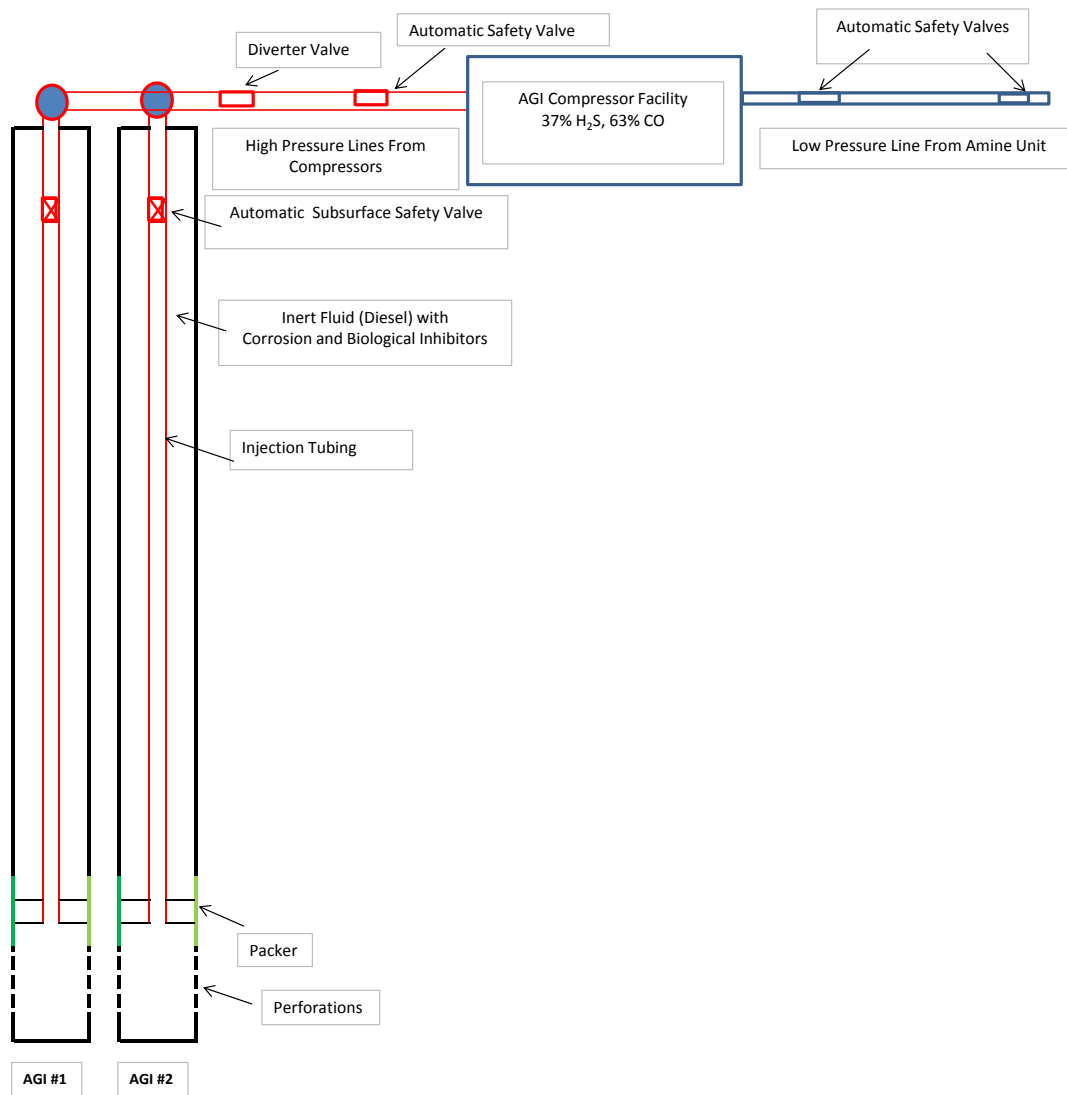 Automatic Safety Valve
Automatic Safety Valves
Diverter Valve
AGI Compressor Facility
37% H₂S, 63% CO
High Pressure Lines From
Compressors
Low Pressure Line From Amine Unit
Automatic  Subsurface Safety Valve
Inert Fluid (Diesel) with
Corrosion and Biological Inhibitors
Injection Tubing
Packer
Perforations
AGI #1
AGI #2